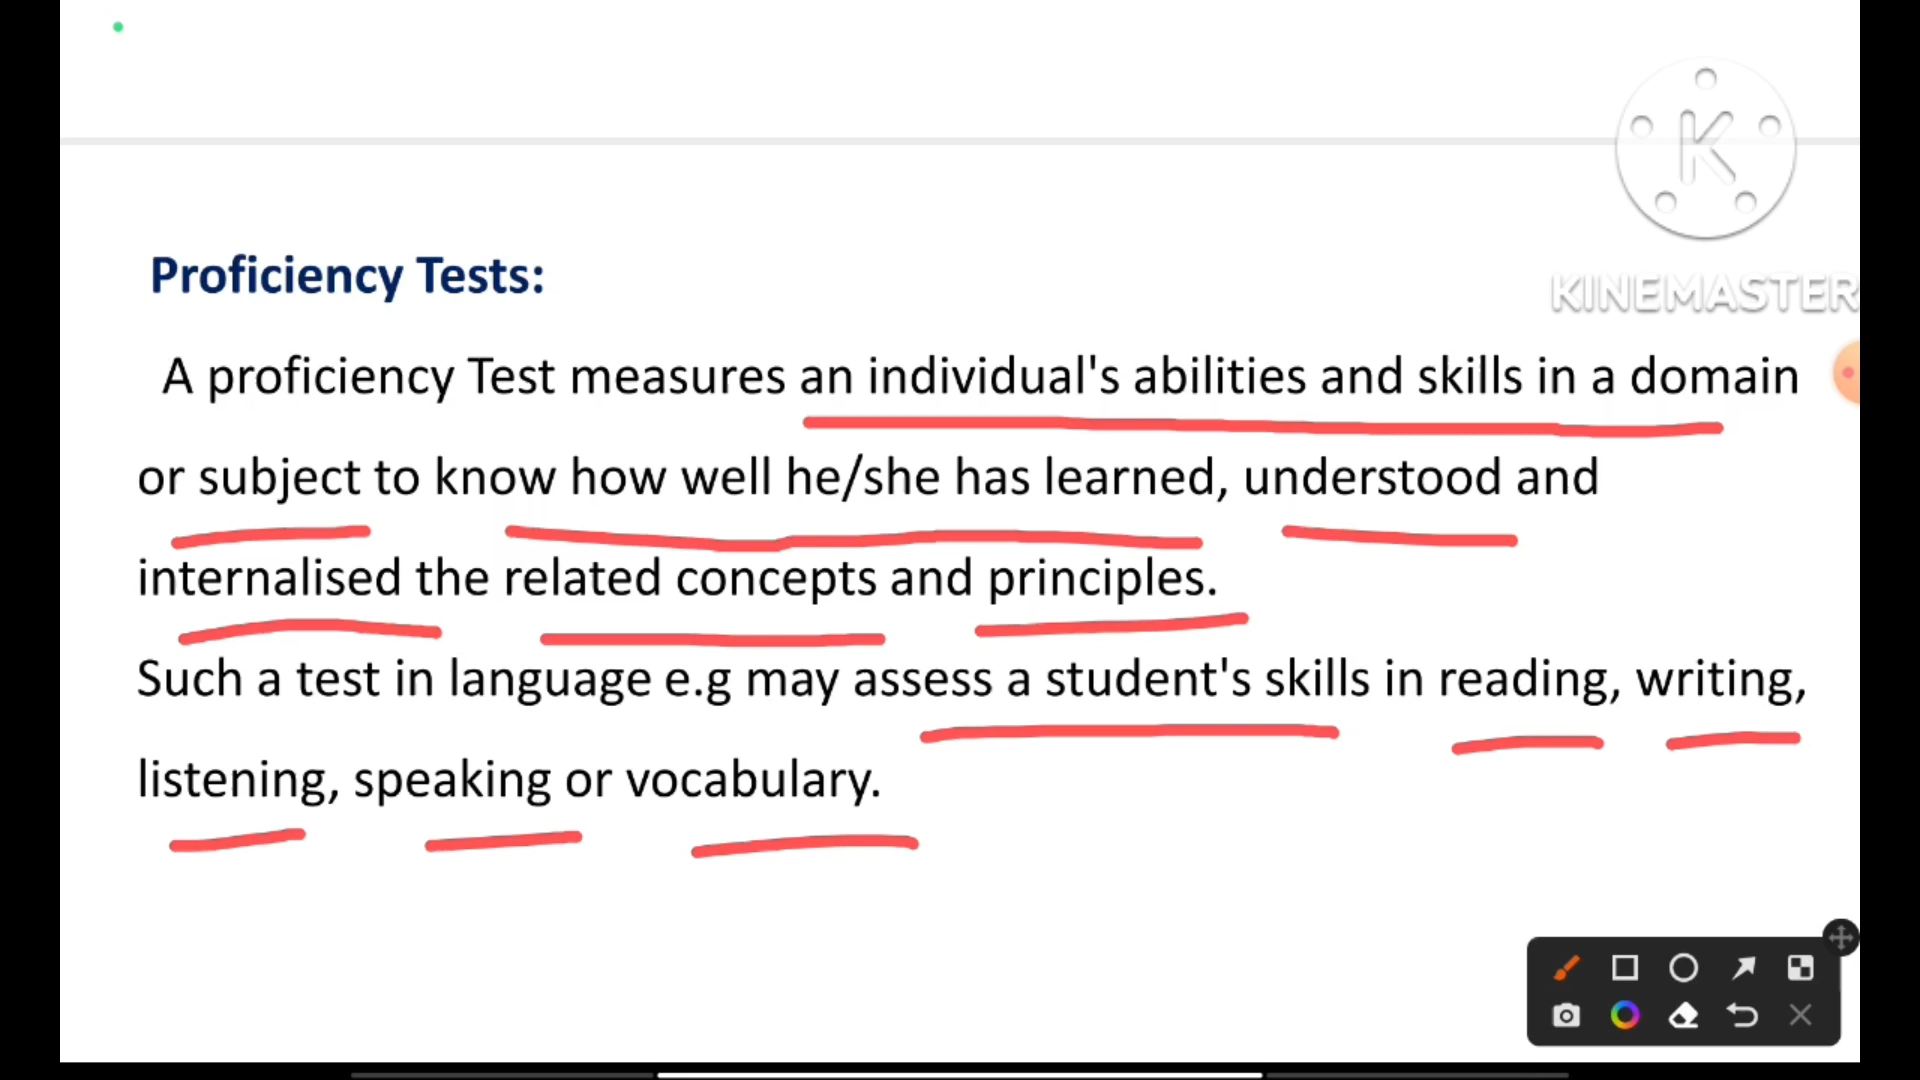 K
KINEMASTER
Proficiency Tests:
A proficiency Test measures an individual's abilities and skills in a domain
or subject to know how well he/she has learned, understood and
internalised the related concepts and principles.
Such a test in language e.g may assess a student's skills in reading, writing,
listening, speaking or vocabulary.